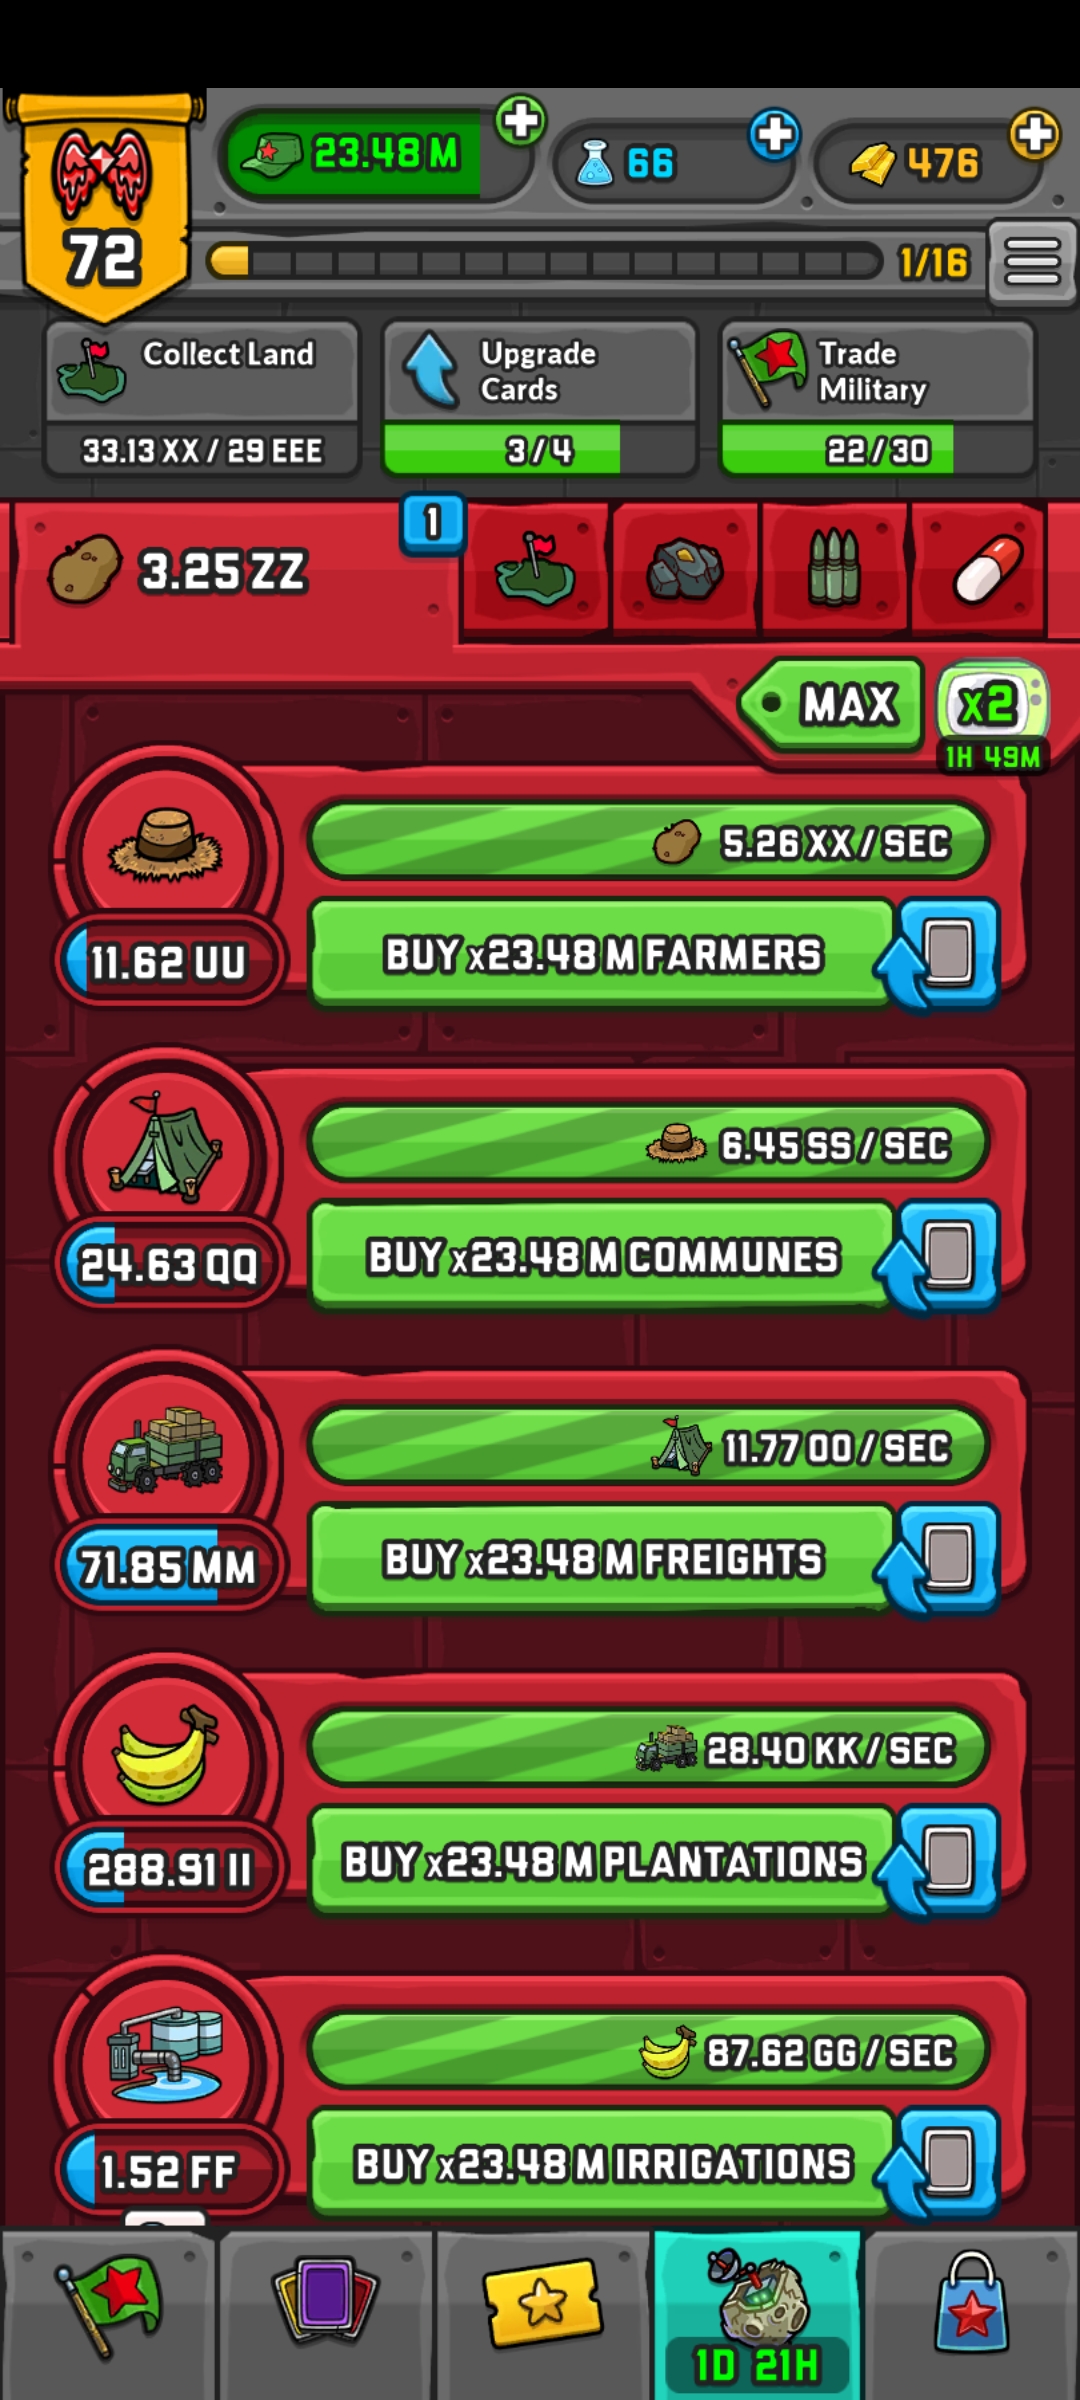 23.48 M
66
476
72
1/16
Collect Land
33.13 XX / 29 EEE
Upgrade
Cards
3/4
Trade
Military
22/30
3.25 ZZ
1
MAX
x2
1H 49M
5.26 XX / SEC
11.62 UU
BUY x23.48 M FARMERS
6.45 SS / SEC
24.63 QQ
BUY x23.48 M COMMUNES
11.77 OO / SEC
71.85 MM
BUY x23.48 M FREIGHTS
28.40 KK / SEC
288.91 II
BUY x23.48 M PLANTATIONS
87.62 GG / SEC
1.52 FF
BUY x23.48 M IRRIGATIONS
1D 21H